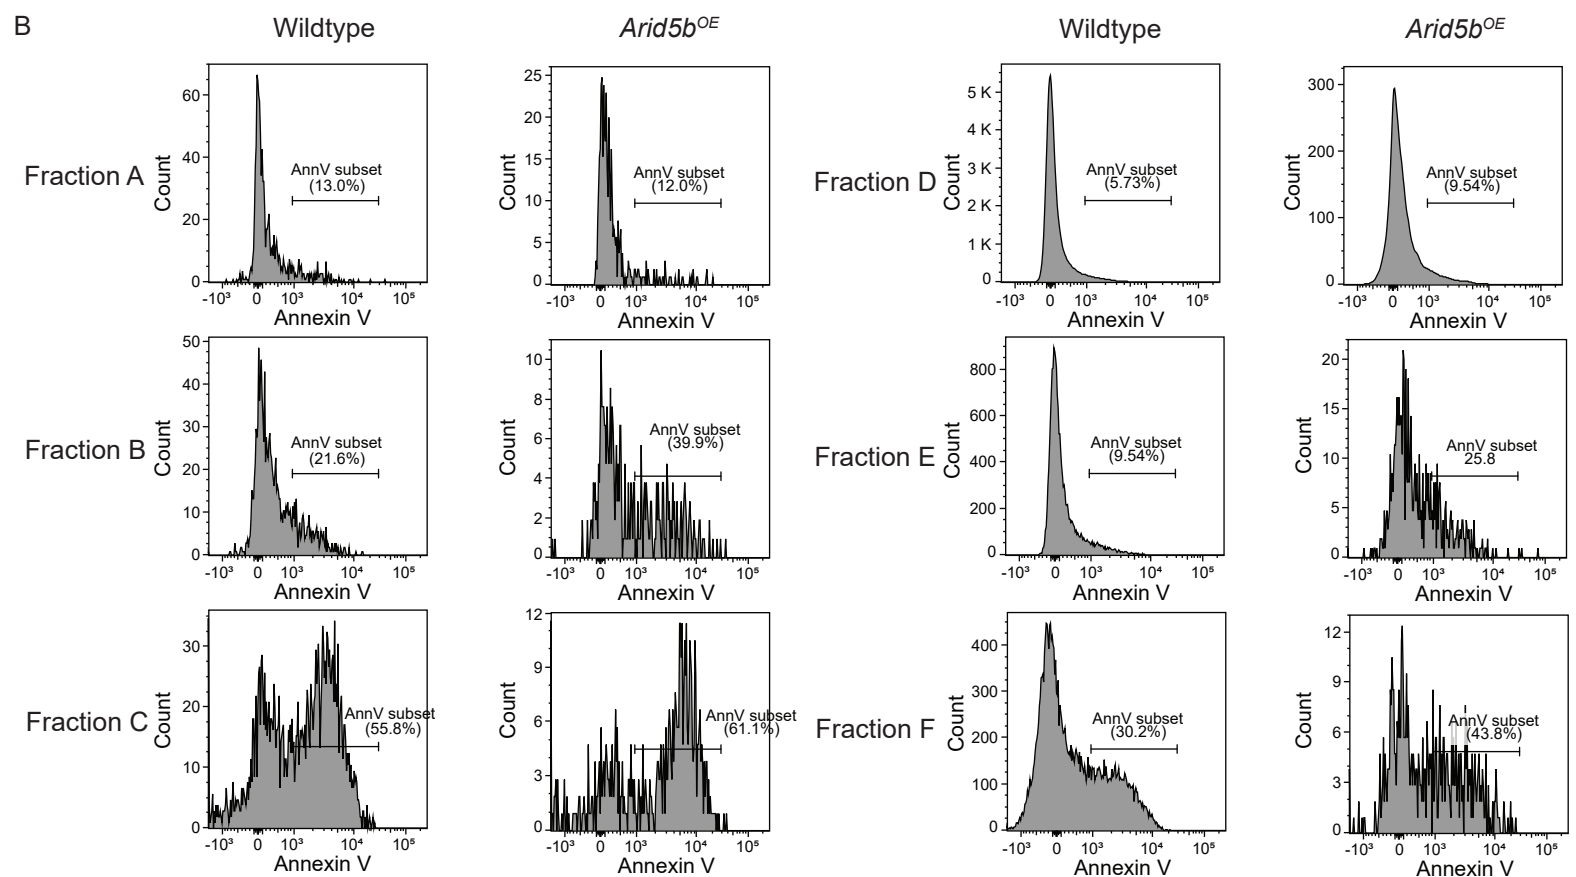 B
Wildtype
Arid5b^OE
Wildtype
Arid5b^OE
Fraction A
Count
60
40
20
0
AnnV subset
(13.0%)
-10³ 0 10³ 10⁴ 10⁵
Annexin V
Count
25
20
15
10
5
0
AnnV subset
(12.0%)
-10³ 0 10³ 10⁴ 10⁵
Annexin V
Fraction D
Count
5 K
4 K
3 K
2 K
1 K
0
AnnV subset
(5.73%)
-10³ 0 10³ 10⁴ 10⁵
Annexin V
Count
300
200
100
0
AnnV subset
(9.54%)
-10³ 0 10³ 10⁴ 10⁵
Annexin V
Fraction B
Count
50
40
30
20
10
0
AnnV subset
(21.6%)
-10³ 0 10³ 10⁴ 10⁵
Annexin V
Count
10
8
6
4
2
0
AnnV subset
(39.9%)
-10³ 0 10³ 10⁴ 10⁵
Annexin V
Fraction E
Count
800
600
400
200
0
AnnV subset
(9.54%)
-10³ 0 10³ 10⁴ 10⁵
Annexin V
Count
20
15
10
5
0
AnnV subset
25.8
-10³ 0 10³ 10⁴ 10⁵
Annexin V
Fraction C
Count
30
20
10
0
AnnV subset
(55.8%)
-10³ 0 10³ 10⁴ 10⁵
Annexin V
Count
12
9
6
3
0
AnnV subset
(61.1%)
-10³ 0 10³ 10⁴ 10⁵
Annexin V
Fraction F
Count
400
300
200
100
0
AnnV subset
(30.2%)
-10³ 0 10³ 10⁴ 10⁵
Annexin V
Count
12
9
6
3
0
AnnV subset
(43.8%)
-10³ 0 10³ 10⁴ 10⁵
Annexin V